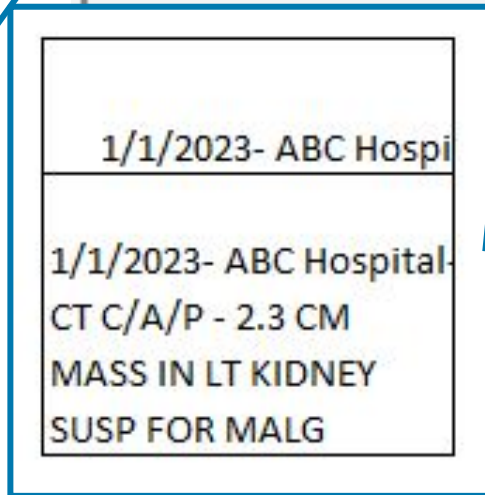 1/1/2023- ABC Hospi
1/1/2023- ABC Hospital-
CT C/A/P - 2.3 CM
MASS IN LT KIDNEY
SUSP FOR MALG